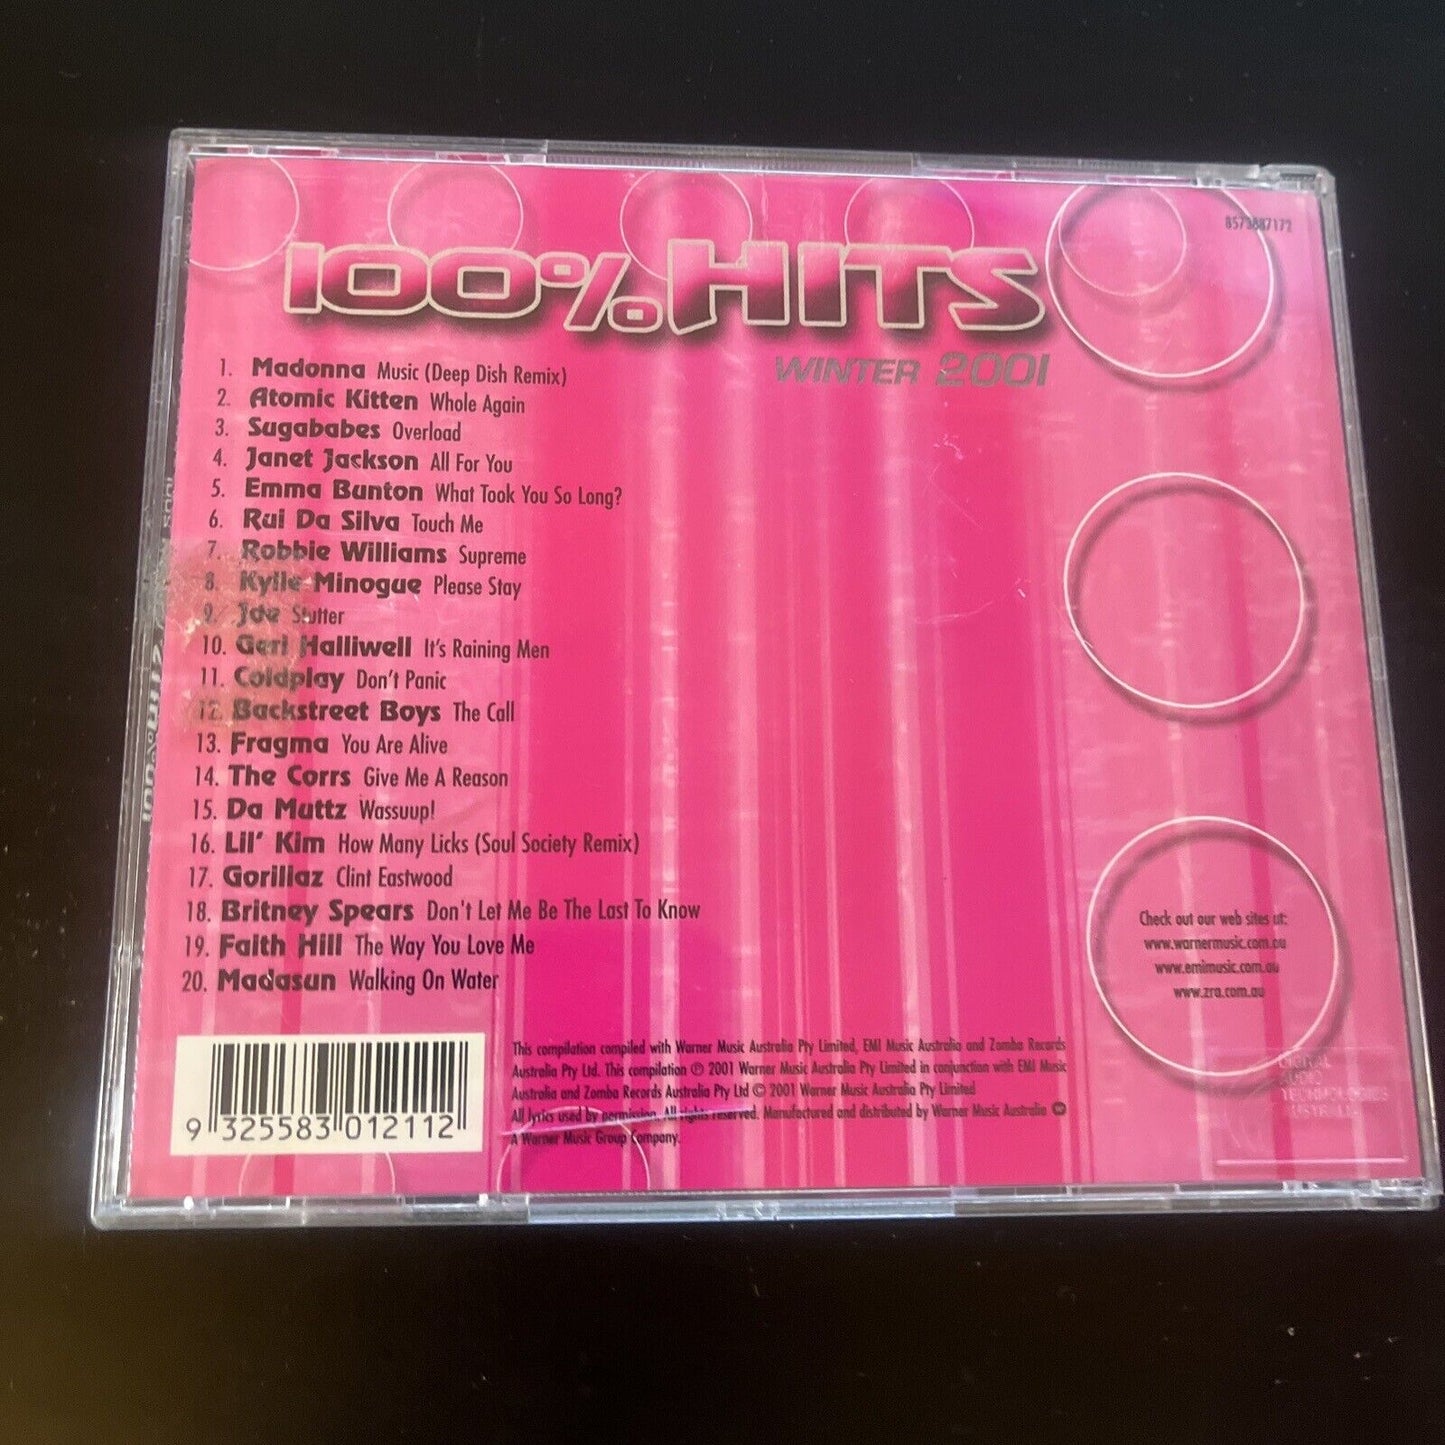 8573887172
100% HITS
WINTER 2001
1. Madonna Music (Deep Dish Remix)
2. Atomic Kitten Whole Again
3. Sugababes Overload
4. Janet Jackson All For You
5. Emma Bunton What Took You So Long?
6. Rui Da Silva Touch Me
7. Robbie Williams Supreme
8. Kylie Minogue Please Stay
9. Joe Stutter
10. Geri Halliwell It's Raining Men
11. Coldplay Don't Panic
12. Backstreet Boys The Call
13. Fragma You Are Alive
14. The Corrs Give Me A Reason
15. Da Muttz Wassuup!
16. Lil' Kim How Many Licks (Soul Society Remix)
17. Gorillaz Clint Eastwood
18. Britney Spears Don't Let Me Be The Last To Know
19. Faith Hill The Way You Love Me
20. Madasun Walking On Water
Check out our web sites at:
www.warnermusic.com.au
www.emimusic.com.au
www.zra.com.au
This compilation compiled with Warner Music Australia Pty Limited, EMI Music Australia and Zomba Records
Australia Pty Ltd. This compilation ℗ 2001 Warner Music Australia Pty Limited in conjunction with EMI Music
Australia and Zomba Records Australia Pty Ltd © 2001 Warner Music Australia Pty Limited
All lyrics used by permission. All rights reserved. Manufactured and distributed by Warner Music Australia
A Warner Music Group Company.
9 325583 012112
TECHNOLOGIES